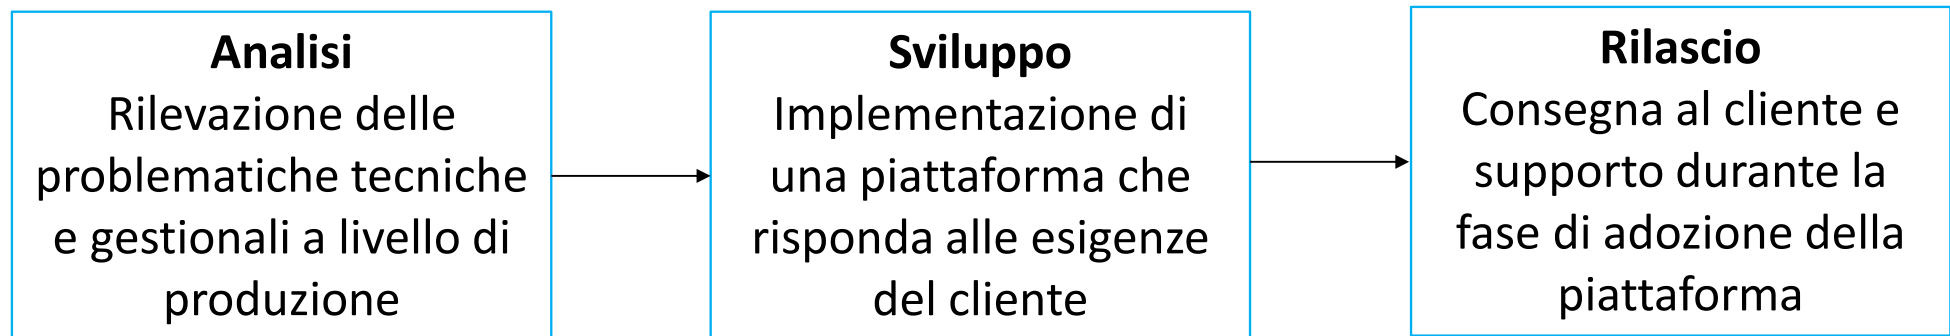 Analisi
Rilevazione delle
problematiche tecniche
e gestionali a livello di
produzione
Sviluppo
Implementazione di
una piattaforma che
risponda alle esigenze
del cliente
Rilascio
Consegna al cliente e
supporto durante la
fase di adozione della
piattaforma